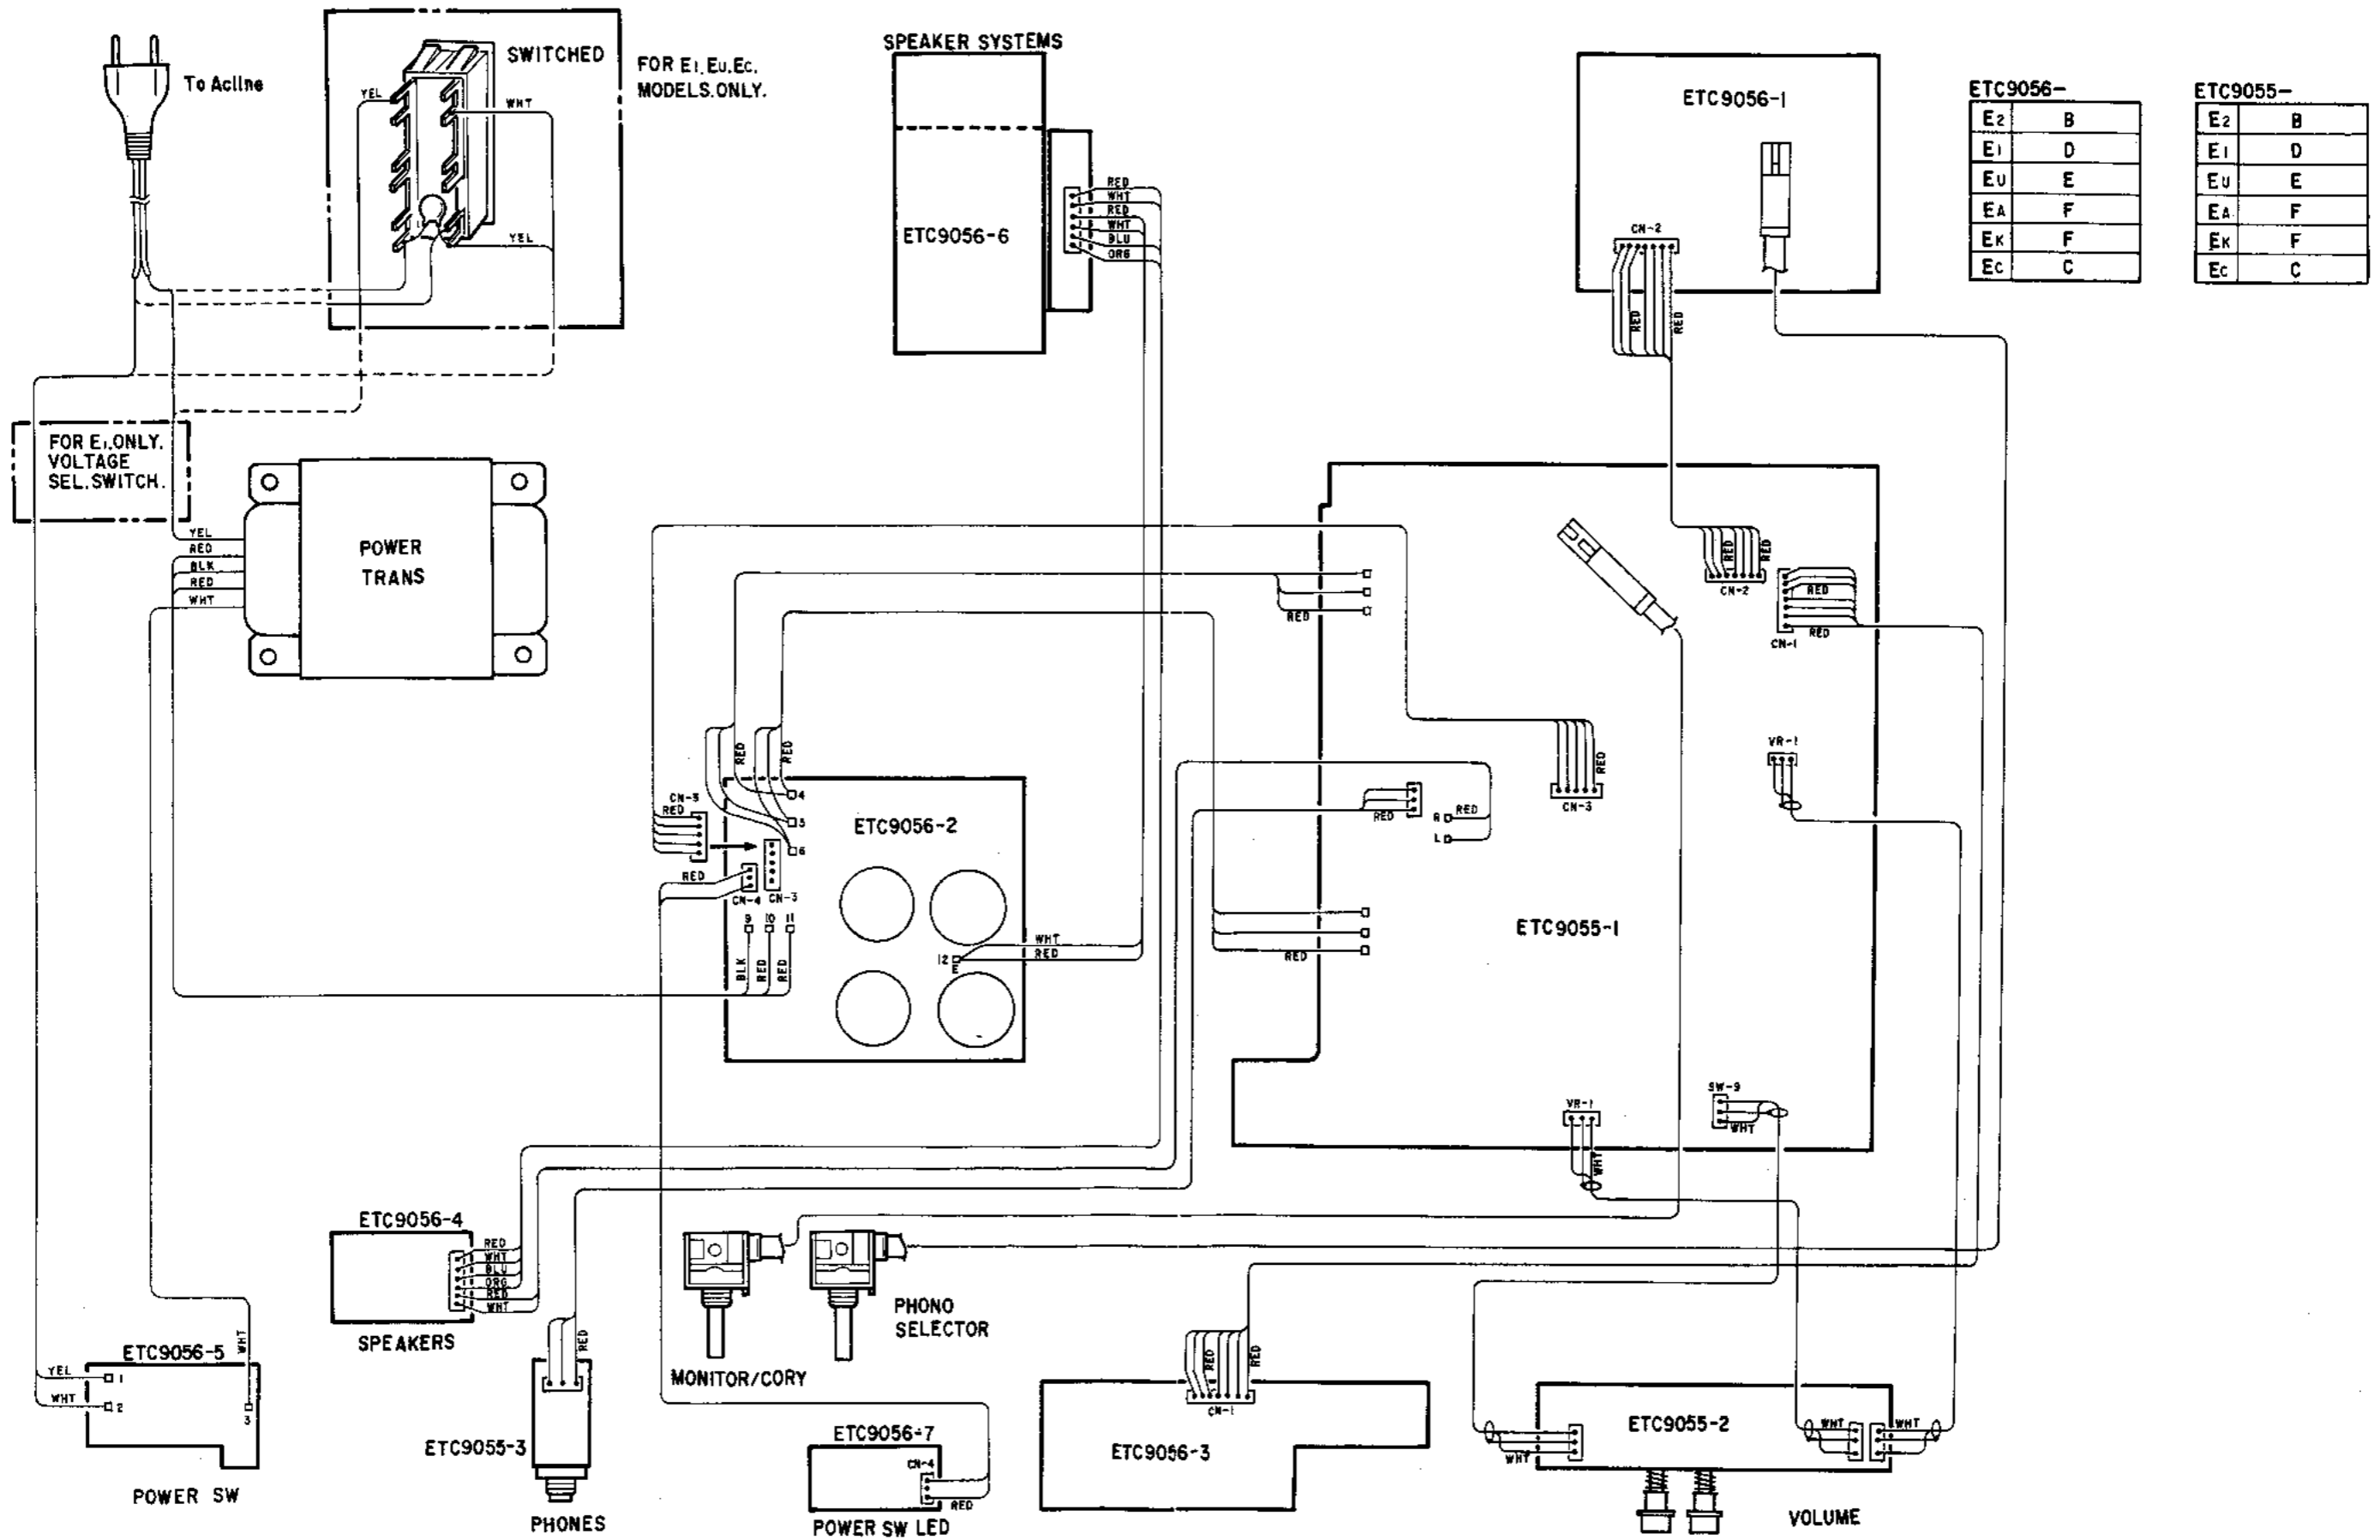 To Acline
SWITCHED
YEL
WHT
YEL
FOR E1.EU.EC.
MODELS.ONLY.
SPEAKER SYSTEMS
ETC9056-6
RED
WHT
RED
WHT
BLU
ORG
ETC9056-1
CN-2
RED
RED
ETC9056-
E2 B
E1 D
EU E
EA F
EK F
EC C
ETC9055-
E2 B
E1 D
EU E
EA F
EK F
EC C
FOR E1.ONLY.
VOLTAGE
SEL.SWITCH.
YEL
RED
BLK
RED
WHT
POWER
TRANS
RED
RED
CN-2
RED
RED
CN-1
RED
RED
VR-1
RED
RED
CN-3
RED
4
5
6
ETC9056-2
RED
CN-4
CN-3
9
10
11
BLK
RED
RED
12
E
WHT
RED
RED
CN-3
RED
R
RED
L
ETC9055-1
RED
SW-9
WHT
VR-1
WHT
ETC9056-4
RED
WHT
BLU
ORG
RED
WHT
SPEAKERS
ETC9056-5
YEL
1
WHT
2
WHT
3
POWER SW
RED
ETC9055-3
PHONES
MONITOR/CORY
PHONO
SELECTOR
ETC9056-7
CN-4
RED
POWER SW LED
RED
RED
CN-1
ETC9056-3
ETC9055-2
WHT
WHT
WHT
VOLUME